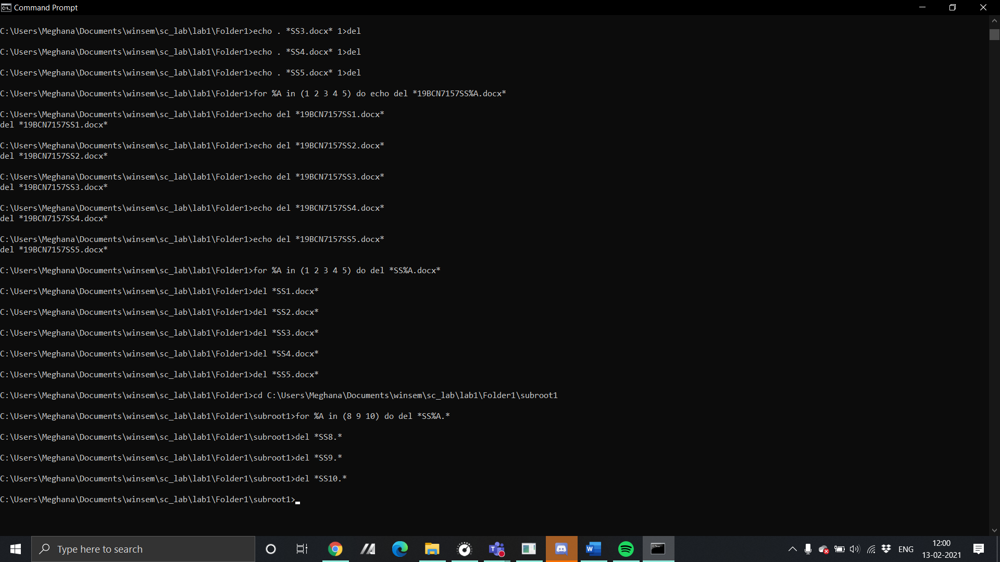 Command Prompt
C:\Users\Meghana\Documents\winsem\sc_lab\lab1\Folder1>echo . *SS3.docx* 1>del
C:\Users\Meghana\Documents\winsem\sc_lab\lab1\Folder1>echo . *SS4.docx* 1>del
C:\Users\Meghana\Documents\winsem\sc_lab\lab1\Folder1>echo . *SS5.docx* 1>del
C:\Users\Meghana\Documents\winsem\sc_lab\lab1\Folder1>for %A in (1 2 3 4 5) do echo del *19BCN7157SS%A.docx*
C:\Users\Meghana\Documents\winsem\sc_lab\lab1\Folder1>echo del *19BCN7157SS1.docx*
del *19BCN7157SS1.docx*
C:\Users\Meghana\Documents\winsem\sc_lab\lab1\Folder1>echo del *19BCN7157SS2.docx*
del *19BCN7157SS2.docx*
C:\Users\Meghana\Documents\winsem\sc_lab\lab1\Folder1>echo del *19BCN7157SS3.docx*
del *19BCN7157SS3.docx*
C:\Users\Meghana\Documents\winsem\sc_lab\lab1\Folder1>echo del *19BCN7157SS4.docx*
del *19BCN7157SS4.docx*
C:\Users\Meghana\Documents\winsem\sc_lab\lab1\Folder1>echo del *19BCN7157SS5.docx*
del *19BCN7157SS5.docx*
C:\Users\Meghana\Documents\winsem\sc_lab\lab1\Folder1>for %A in (1 2 3 4 5) do del *SS%A.docx*
C:\Users\Meghana\Documents\winsem\sc_lab\lab1\Folder1>del *SS1.docx*
C:\Users\Meghana\Documents\winsem\sc_lab\lab1\Folder1>del *SS2.docx*
C:\Users\Meghana\Documents\winsem\sc_lab\lab1\Folder1>del *SS3.docx*
C:\Users\Meghana\Documents\winsem\sc_lab\lab1\Folder1>del *SS4.docx*
C:\Users\Meghana\Documents\winsem\sc_lab\lab1\Folder1>del *SS5.docx*
C:\Users\Meghana\Documents\winsem\sc_lab\lab1\Folder1>cd C:\Users\Meghana\Documents\winsem\sc_lab\lab1\Folder1\subroot1
C:\Users\Meghana\Documents\winsem\sc_lab\lab1\Folder1\subroot1>for %A in (8 9 10) do del *SS%A.*
C:\Users\Meghana\Documents\winsem\sc_lab\lab1\Folder1\subroot1>del *SS8.*
C:\Users\Meghana\Documents\winsem\sc_lab\lab1\Folder1\subroot1>del *SS9.*
C:\Users\Meghana\Documents\winsem\sc_lab\lab1\Folder1\subroot1>del *SS10.*
C:\Users\Meghana\Documents\winsem\sc_lab\lab1\Folder1\subroot1>
Type here to search
ENG
12:00
13-02-2021